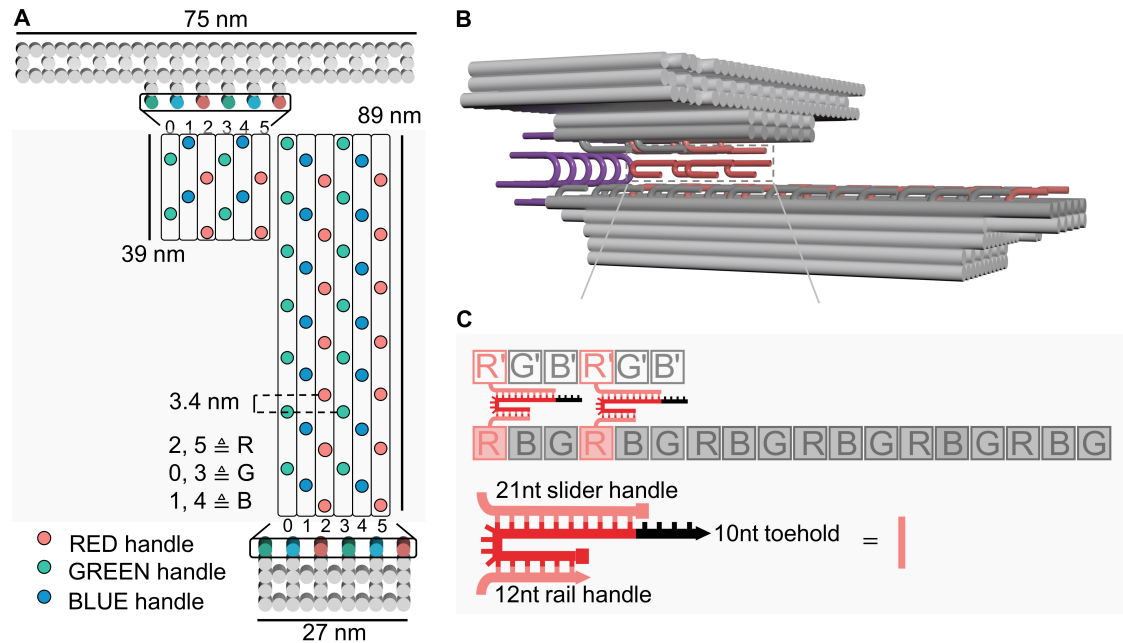 A
75 nm
0 1 2 3 4 5
89 nm
39 nm
3.4 nm
2, 5 ≙ R
0, 3 ≙ G
1, 4 ≙ B
0 1 2 3 4 5
RED handle
GREEN handle
BLUE handle
27 nm
B
C
R' G' B' R' G' B'
R B G R B G R B G R B G R B G R B G
21nt slider handle
10nt toehold =
12nt rail handle